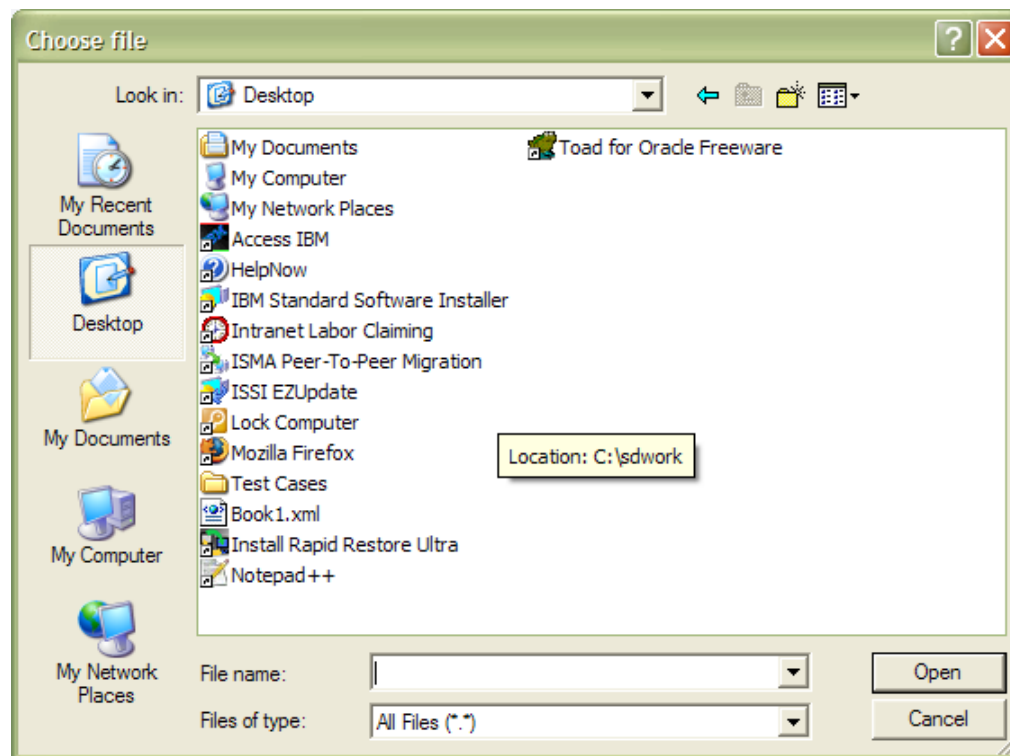 Choose file
Look in:
Desktop
My Recent
Documents
Desktop
My Documents
My Computer
My Network
Places
My Documents
My Computer
My Network Places
Access IBM
HelpNow
IBM Standard Software Installer
Intranet Labor Claiming
ISMA Peer-To-Peer Migration
ISSI EZUpdate
Lock Computer
Mozilla Firefox
Test Cases
Book1.xml
Install Rapid Restore Ultra
Notepad++
Toad for Oracle Freeware
Location: C:\sdwork
File name:
Open
Files of type:
All Files (*.*)
Cancel